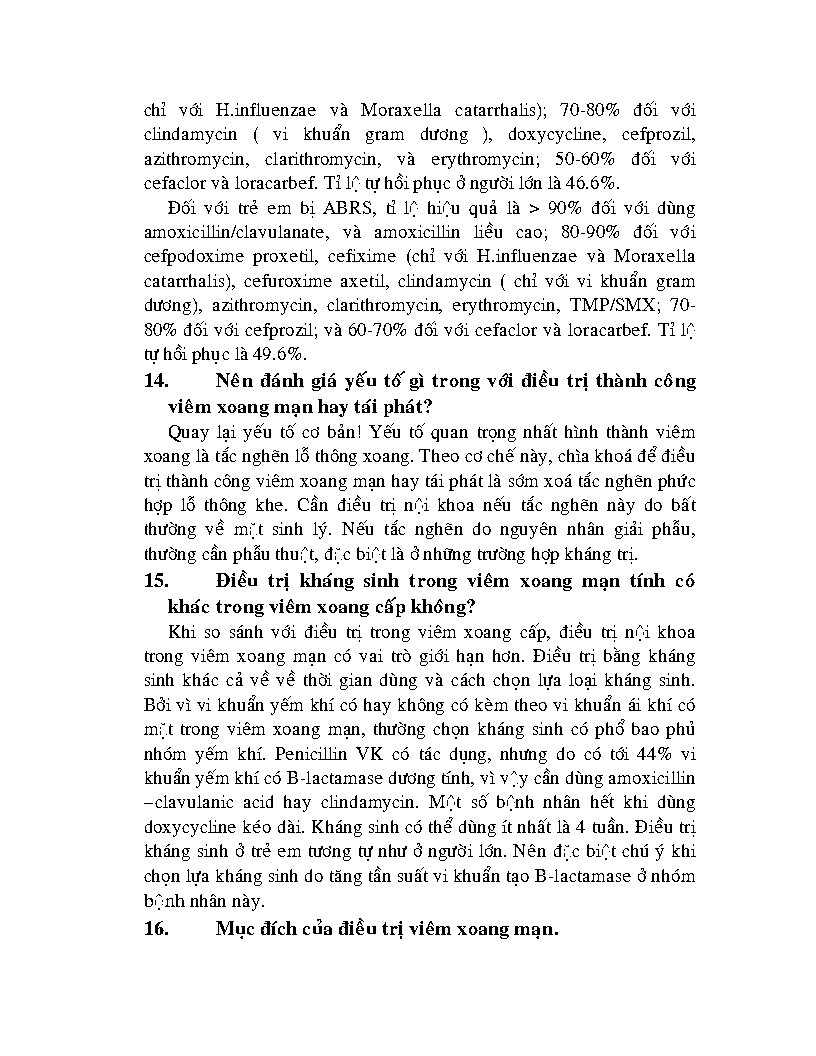 chỉ với H.influenzae và Moraxella catarrhalis); 70-80% đối với
clindamycin ( vi khuẩn gram dương ), doxycycline, cefprozil,
azithromycin, clarithromycin, và erythromycin; 50-60% đối với
cefaclor và loracarbef. Tỉ lệ tự hồi phục ở người lớn là 46.6%.
Đối với trẻ em bị ABRS, tỉ lệ hiệu quả là > 90% đối với dùng
amoxicillin/clavulanate, và amoxicillin liều cao; 80-90% đối với
cefpodoxime proxetil, cefixime (chỉ với H.influenzae và Moraxella
catarrhalis), cefuroxime axetil, clindamycin ( chỉ với vi khuẩn gram
dương), azithromycin, clarithromycin, erythromycin, TMP/SMX; 70-
80% đối với cefprozil; và 60-70% đối với cefaclor và loracarbef. Tỉ lệ
tự hồi phục là 49.6%.
14. Nên đánh giá yếu tố gì trong với điều trị thành công
viêm xoang mạn hay tái phát?
Quay lại yếu tố cơ bản! Yếu tố quan trọng nhất hình thành viêm
xoang là tắc nghẽn lỗ thông xoang. Theo cơ chế này, chìa khoá để điều
trị thành công viêm xoang mạn hay tái phát là sớm xoá tắc nghẽn phức
hợp lỗ thông khe. Cần điều trị nội khoa nếu tắc nghẽn này do bất
thường về mặt sinh lý. Nếu tắc nghẽn do nguyên nhân giải phẫu,
thường cần phẫu thuật, đặc biệt là ở những trường hợp kháng trị.
15. Điều trị kháng sinh trong viêm xoang mạn tính có
khác trong viêm xoang cấp không?
Khi so sánh với điều trị trong viêm xoang cấp, điều trị nội khoa
trong viêm xoang mạn có vai trò giới hạn hơn. Điều trị bằng kháng
sinh khác cả về về thời gian dùng và cách chọn lựa loại kháng sinh.
Bởi vì vi khuẩn yếm khí có hay không có kèm theo vi khuẩn ái khí có
mặt trong viêm xoang mạn, thường chọn kháng sinh có phổ bao phủ
nhóm yếm khí. Penicillin VK có tác dụng, nhưng do có tới 44% vi
khuẩn yếm khí có B-lactamase dương tính, vì vậy cần dùng amoxicillin
–clavulanic acid hay clindamycin. Một số bệnh nhân hết khi dùng
doxycycline kéo dài. Kháng sinh có thể dùng ít nhất là 4 tuần. Điều trị
kháng sinh ở trẻ em tương tự như ở người lớn. Nên đặc biệt chú ý khi
chọn lựa kháng sinh do tăng tần suất vi khuẩn tạo B-lactamase ở nhóm
bệnh nhân này.
16. Mục đích của điều trị viêm xoang mạn.